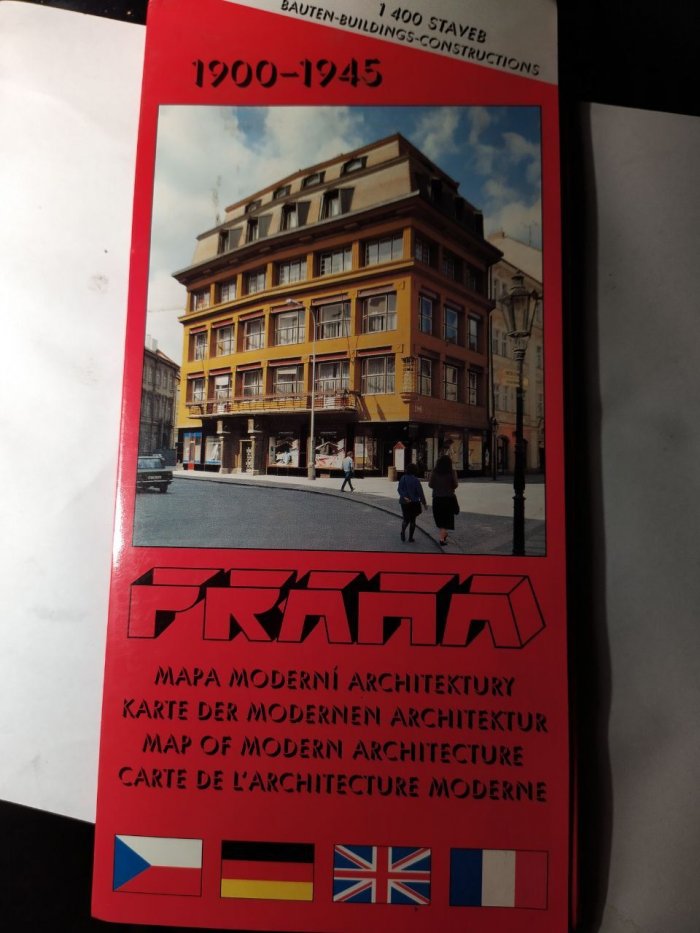 1 400 STAVEB
BAUTEN-BUILDINGS-CONSTRUCTIONS
1900-1945
PRAHA
MAPA MODERNÍ ARCHITEKTURY
KARTE DER MODERNEN ARCHITEKTUR
MAP OF MODERN ARCHITECTURE
CARTE DE L'ARCHITECTURE MODERNE